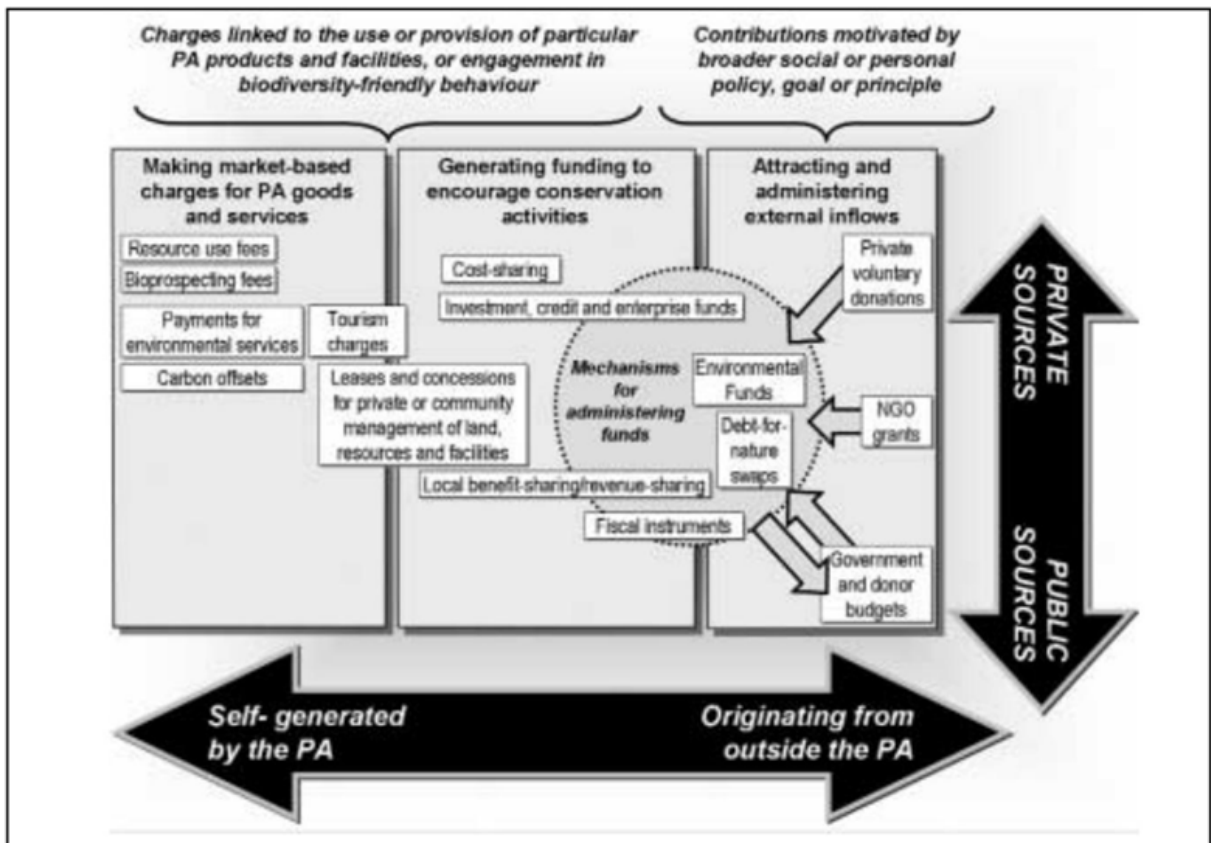 Charges linked to the use or provision of particular
PA products and facilities, or engagement in
biodiversity-friendly behaviour
Contributions motivated by
broader social or personal
policy, goal or principle
Making market-based
charges for PA goods
and services
Resource use fees
Bioprospecting fees
Payments for
environmental services
Carbon offsets
Tourism
charges
Leases and concessions
for private or community
management of land,
resources and facilities
Generating funding to
encourage conservation
activities
Cost-sharing
Investment, credit and enterprise funds
Mechanisms
for
administering
funds
Local benefit-sharing/revenue-sharing
Fiscal instruments
Attracting and
administering
external inflows
Private
voluntary
donations
Environmental
Funds
Debt-for-
nature
swaps
NGO
grants
Government
and donor
budgets
PRIVATE
SOURCES
PUBLIC
SOURCES
Self- generated
by the PA
Originating from
outside the PA